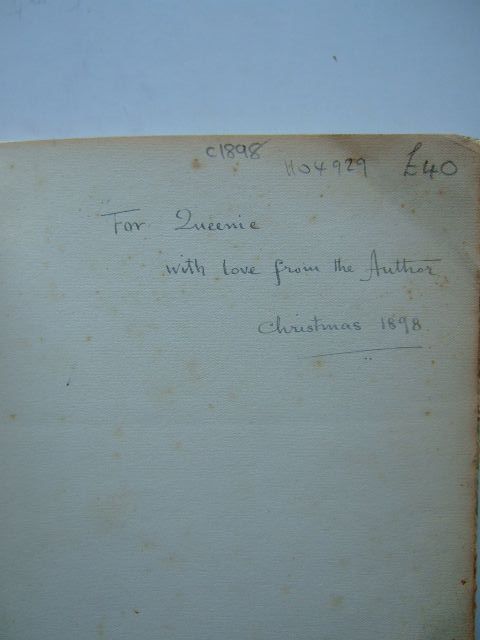 c1898
H04929 £40
For Queenie
with love from the Author
Christmas 1898